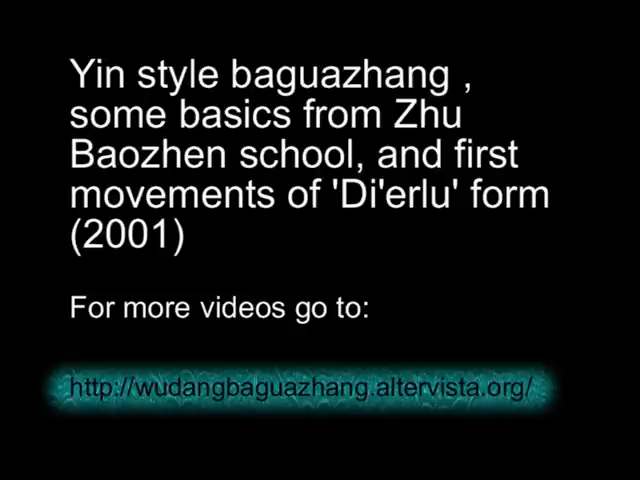 Yin style baguazhang ,
some basics from Zhu
Baozhen school, and first
movements of 'Di'erlu' form
(2001)
For more videos go to:
http://wudangbaguazhang.altervista.org/